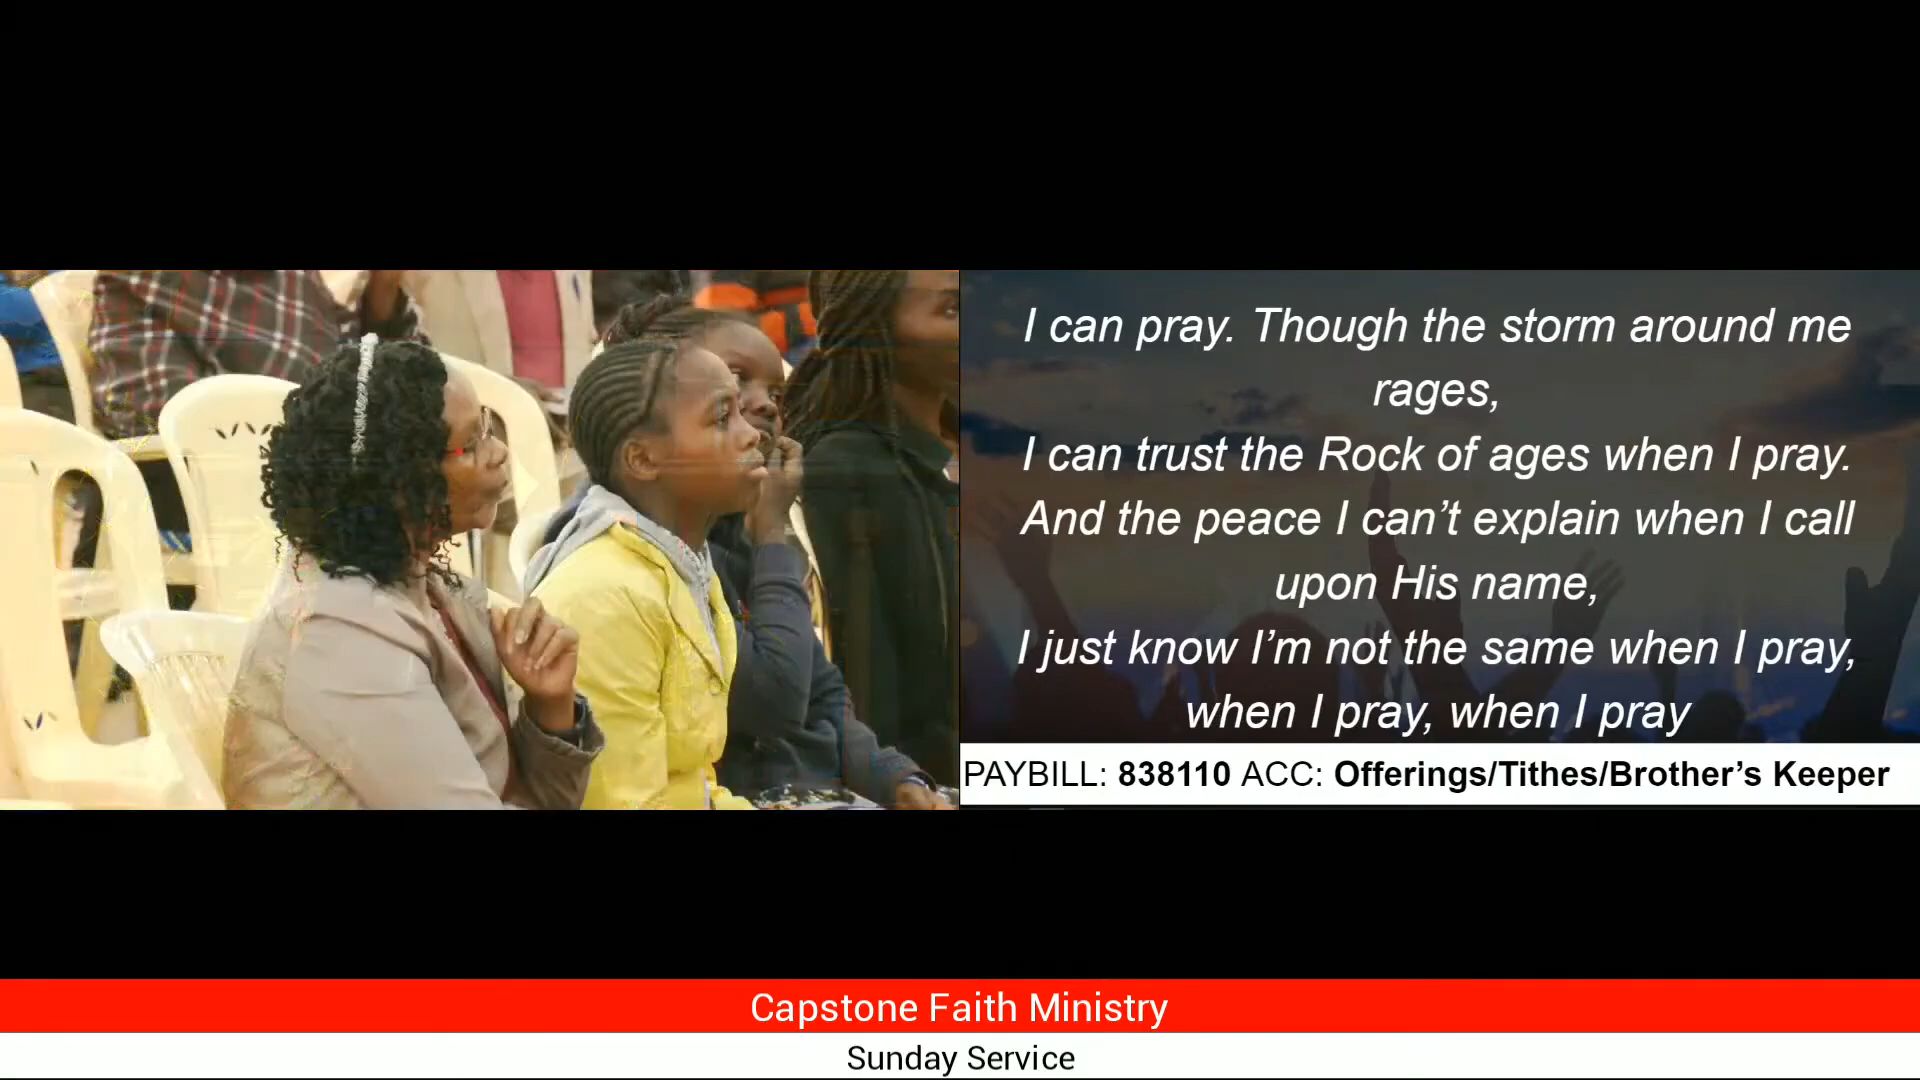 I can pray. Though the storm around me
rages,
I can trust the Rock of ages when I pray.
And the peace I can’t explain when I call
upon His name,
I just know I’m not the same when I pray,
when I pray, when I pray
PAYBILL: 838110 ACC: Offerings/Tithes/Brother’s Keeper
Capstone Faith Ministry
Sunday Service